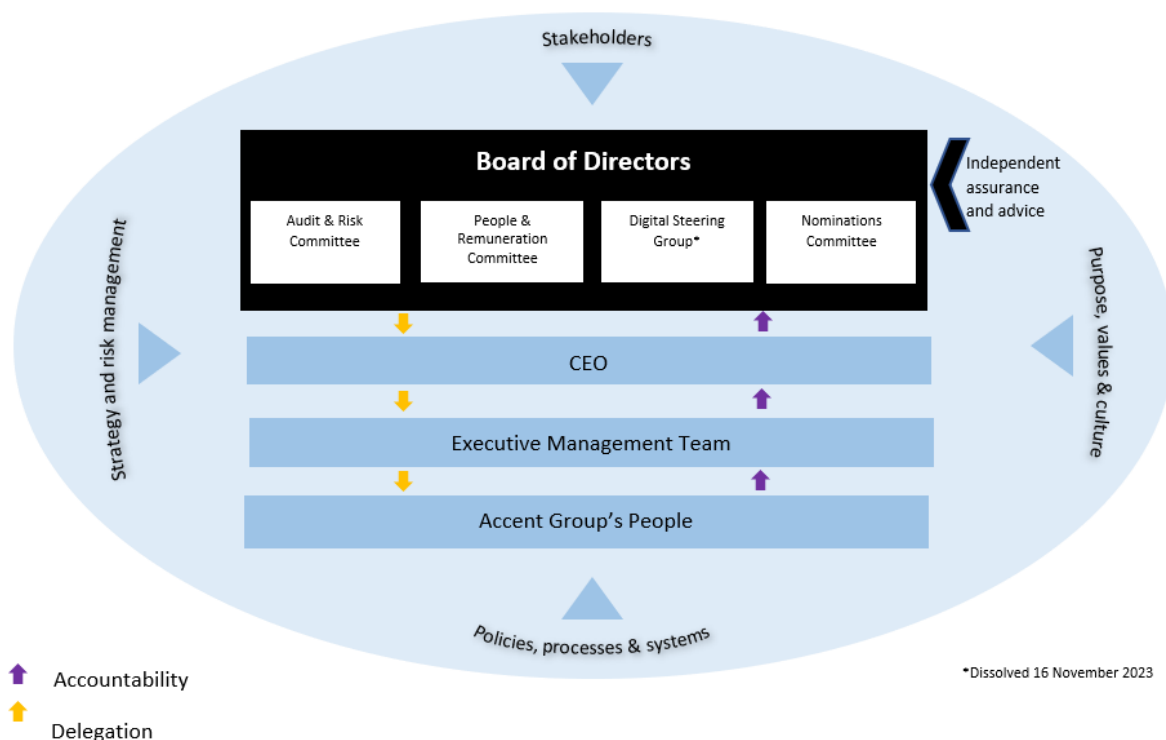 Stakeholders
Board of Directors
Independent
assurance
and advice
Audit & Risk
Committee
People &
Remuneration
Committee
Digital Steering
Group*
Nominations
Committee
Strategy and risk management
Purpose, values & culture
CEO
Executive Management Team
Accent Group’s People
Policies, processes & systems
*Dissolved 16 November 2023
Accountability
Delegation